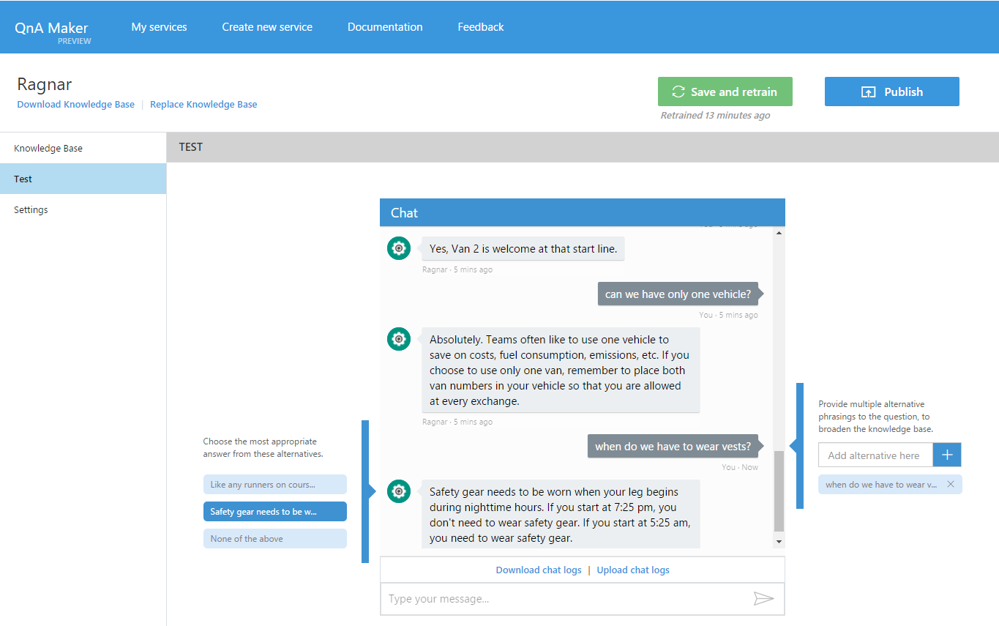 QnA Maker
PREVIEW
My services
Create new service
Documentation
Feedback
Ragnar
Download Knowledge Base | Replace Knowledge Base
Save and retrain
Retrained 13 minutes ago
Publish
Knowledge Base
Test
Settings
TEST
Chat
Yes, Van 2 is welcome at that start line.
Ragnar · 5 mins ago
can we have only one vehicle?
You · 5 mins ago
Absolutely. Teams often like to use one vehicle to
save on costs, fuel consumption, emissions, etc. If you
choose to use only one van, remember to place both
van numbers in your vehicle so that you are allowed
at every exchange.
Ragnar · 5 mins ago
when do we have to wear vests?
You · Now
Safety gear needs to be worn when your leg begins
during nighttime hours. If you start at 7:25 pm, you
don't need to wear safety gear. If you start at 5:25 am,
you need to wear safety gear.
Choose the most appropriate
answer from these alternatives.
Like any runners on cours...
Safety gear needs to be w...
None of the above
Provide multiple alternative
phrasings to the question, to
broaden the knowledge base.
Add alternative here
when do we have to wear v...
Download chat logs | Upload chat logs
Type your message...